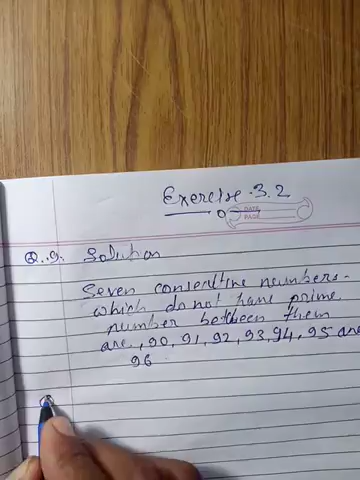 Exercise.3.2
DATE
PAGE
Q.9. Solution
Seven consecutive numbers.
which do not have prime
number between them
are, 90, 91, 92, 93, 94, 95 are
96